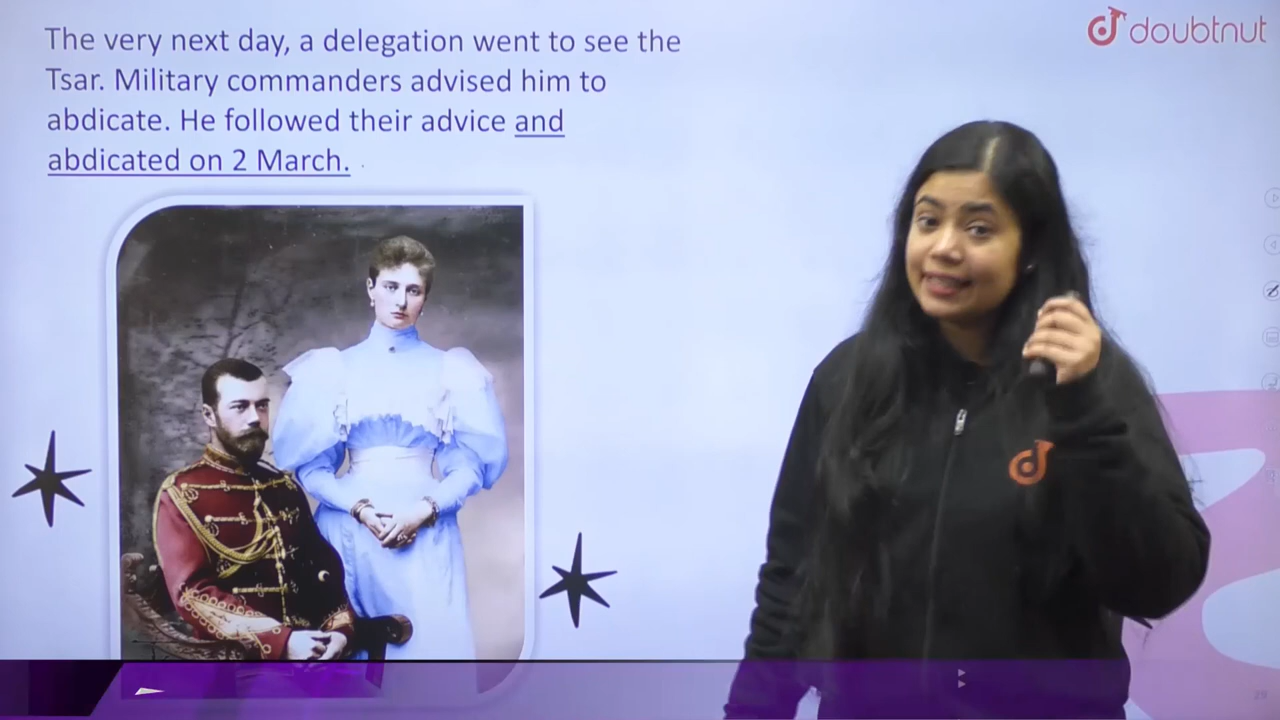 The very next day, a delegation went to see the
Tsar. Military commanders advised him to
abdicate. He followed their advice and
abdicated on 2 March.
doubtnut